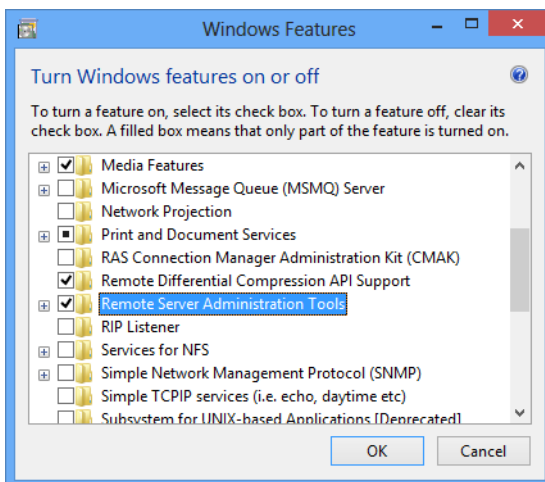 Windows Features
Turn Windows features on or off
To turn a feature on, select its check box. To turn a feature off, clear its
check box. A filled box means that only part of the feature is turned on.
Media Features
Microsoft Message Queue (MSMQ) Server
Network Projection
Print and Document Services
RAS Connection Manager Administration Kit (CMAK)
Remote Differential Compression API Support
Remote Server Administration Tools
RIP Listener
Services for NFS
Simple Network Management Protocol (SNMP)
Simple TCPIP services (i.e. echo, daytime etc)
Subsystem for UNIX-based Applications [Deprecated]
OK Cancel